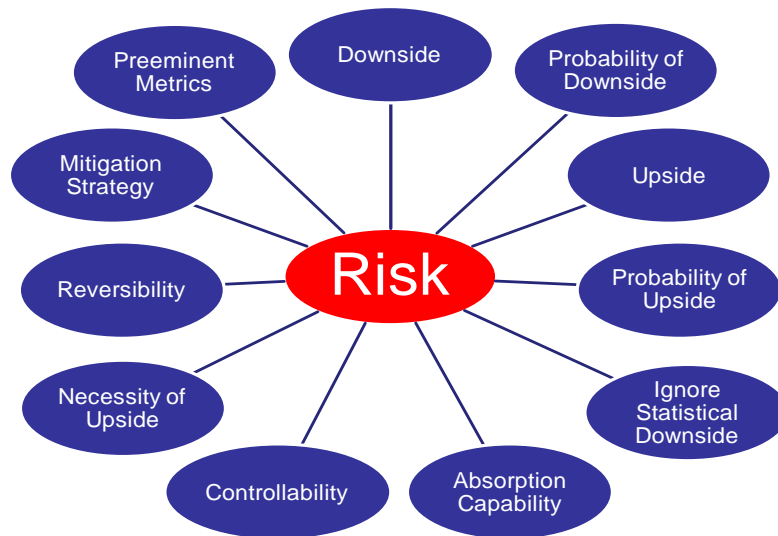 Preeminent
Metrics
Downside
Probability of
Downside
Mitigation
Strategy
Upside
Risk
Reversibility
Probability of
Upside
Necessity of
Upside
Ignore
Statistical
Downside
Controllability
Absorption
Capability